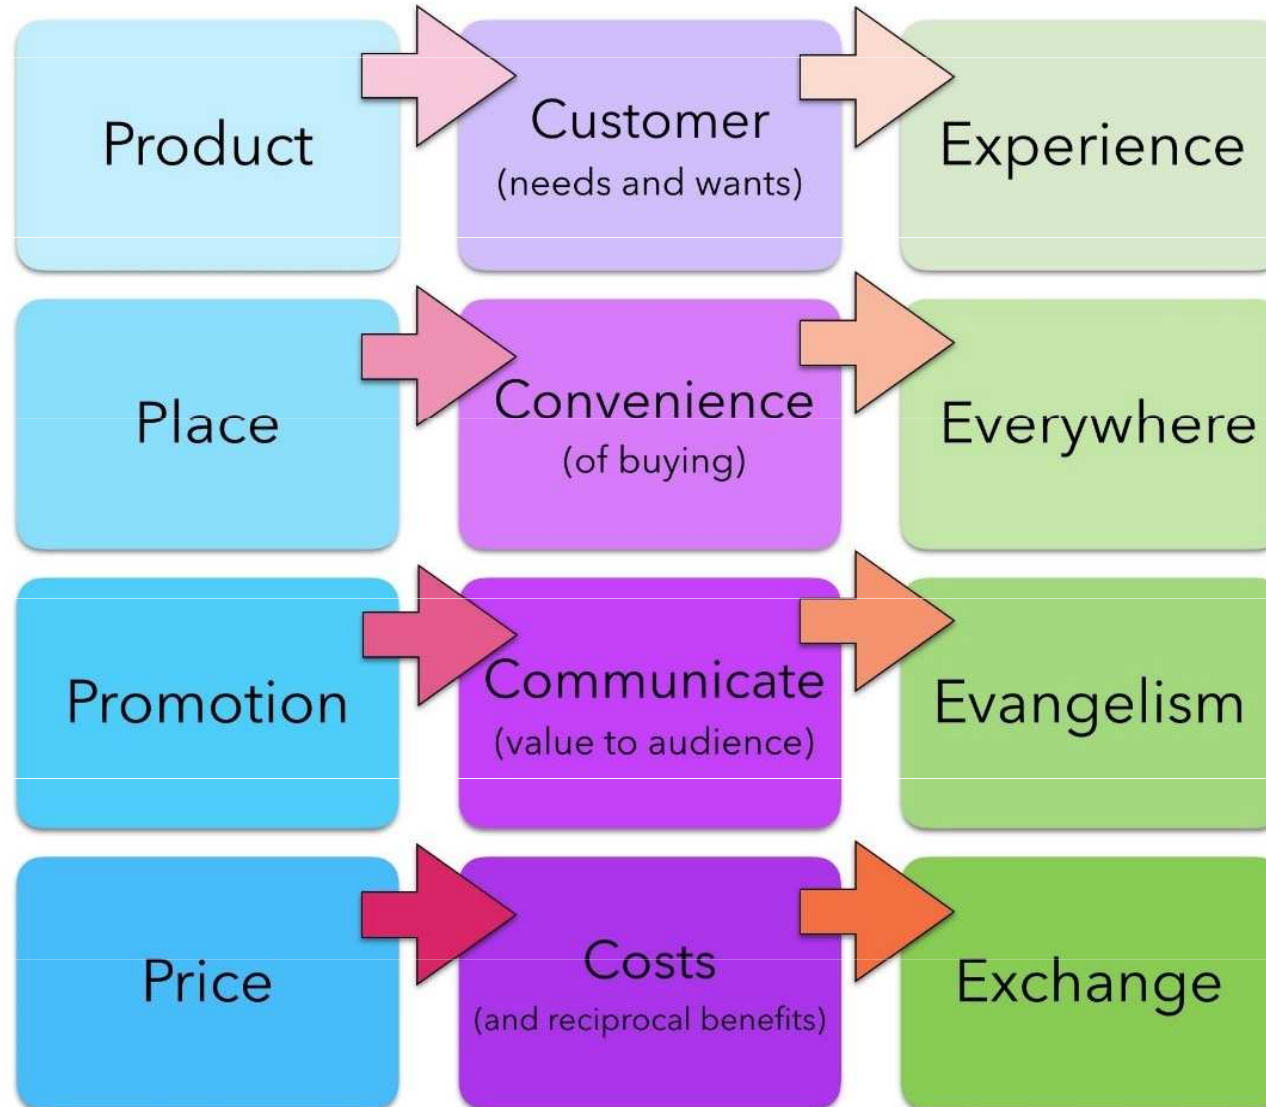 Product
Customer
(needs and wants)
Experience
Place
Convenience
(of buying)
Everywhere
Promotion
Communicate
(value to audience)
Evangelism
Price
Costs
(and reciprocal benefits)
Exchange